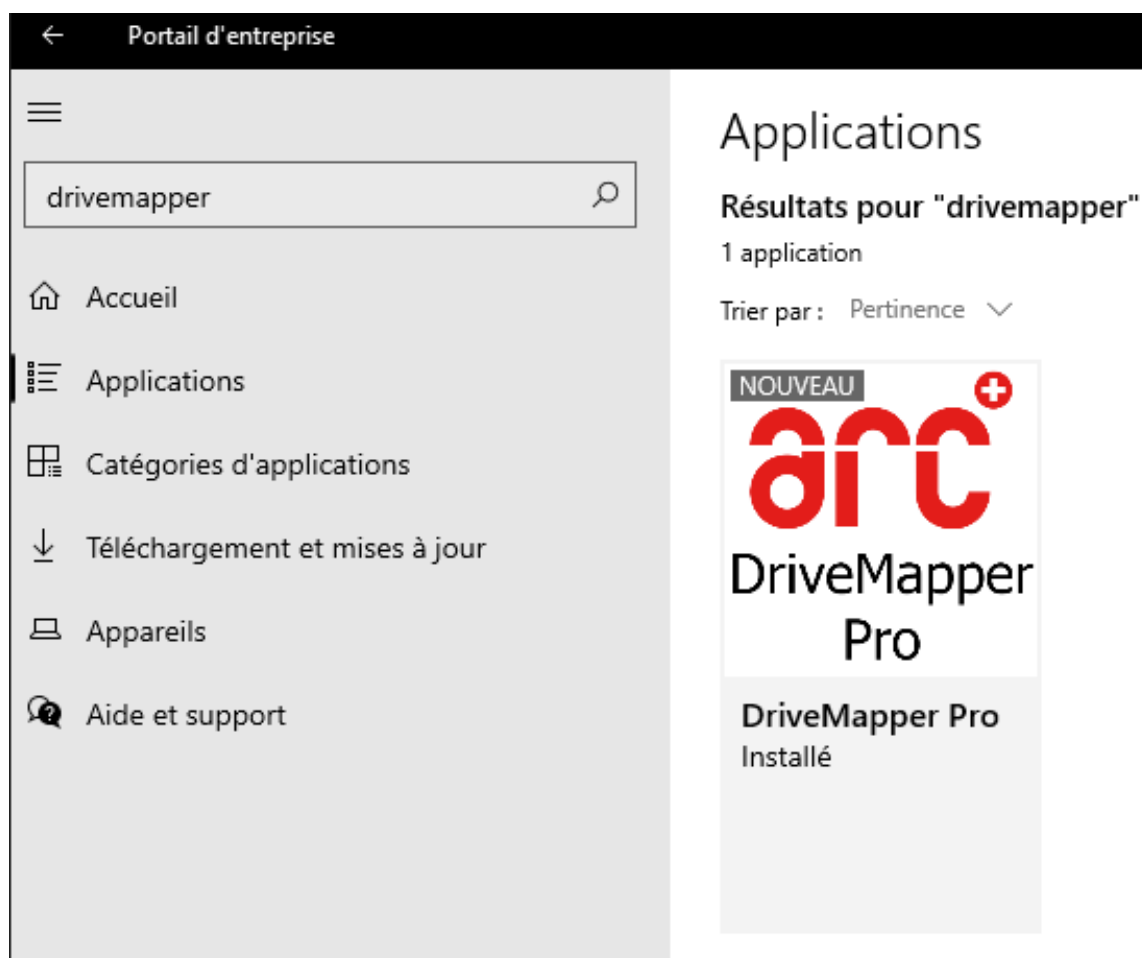 Portail d'entreprise
drivemapper
Accueil
Applications
Catégories d'applications
Téléchargement et mises à jour
Appareils
Aide et support
Applications
Résultats pour "drivemapper"
1 application
Trier par : Pertinence
NOUVEAU
arc
DriveMapper
Pro
DriveMapper Pro
Installé